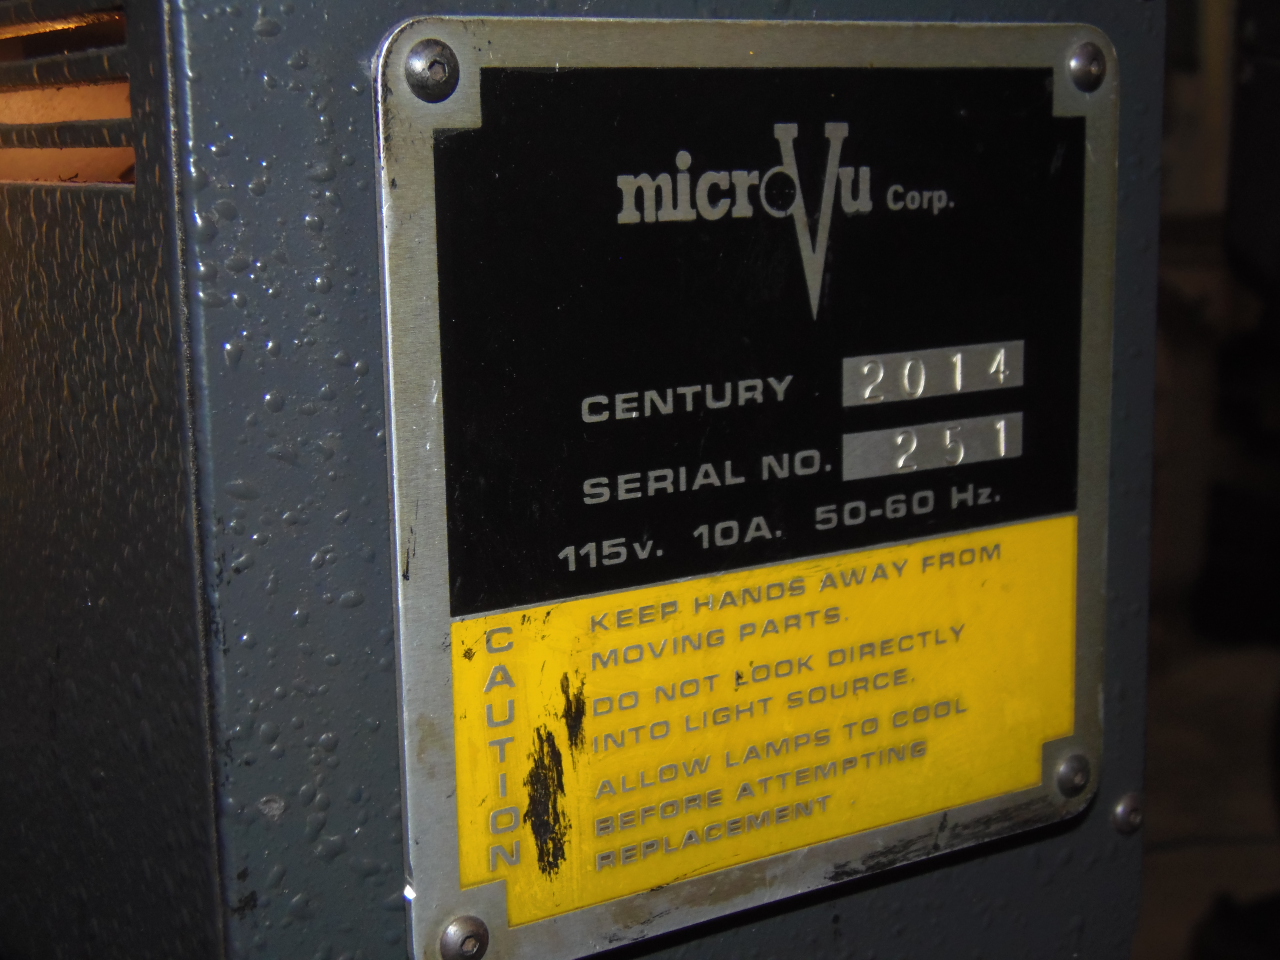 microVu Corp.
CENTURY 2014
SERIAL NO. 251
115v. 10A. 50-60 Hz.
CAUTION
KEEP HANDS AWAY FROM
MOVING PARTS.
DO NOT LOOK DIRECTLY
INTO LIGHT SOURCE.
ALLOW LAMPS TO COOL
BEFORE ATTEMPTING
REPLACEMENT